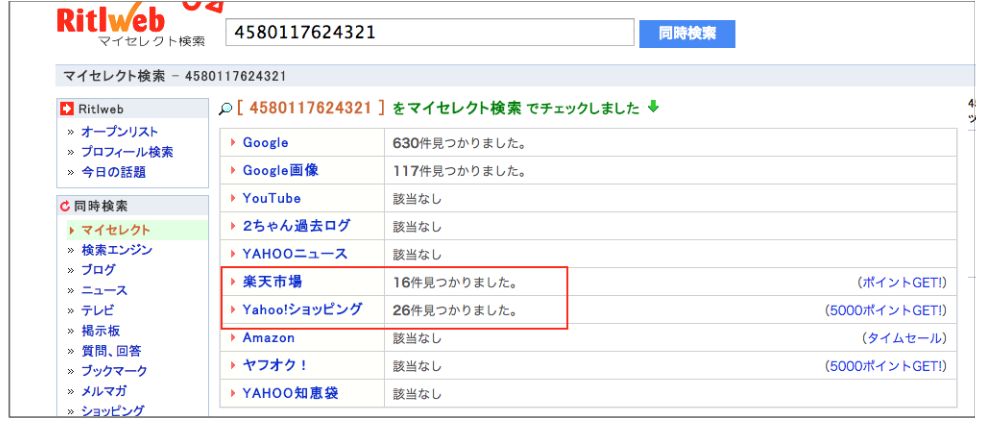 Ritlweb
マイセレクト検索
4580117624321
同時検索
マイセレクト検索 - 4580117624321
Ritlweb
» オープンリスト
» プロフィール検索
» 今日の話題
同時検索
マイセレクト
» 検索エンジン
» ブログ
» ニュース
» テレビ
» 掲示板
» 質問、回答
» ブックマーク
» メルマガ
» ショッピング
[ 4580117624321 ] をマイセレクト検索 でチェックしました
Google 630件見つかりました。
Google画像 117件見つかりました。
YouTube 該当なし
2ちゃん過去ログ 該当なし
YAHOOニュース 該当なし
楽天市場 16件見つかりました。 (ポイントGET!)
Yahoo!ショッピング 26件見つかりました。 (5000ポイントGET!)
Amazon 該当なし (タイムセール)
ヤフオク! 該当なし (5000ポイントGET!)
YAHOO知恵袋 該当なし